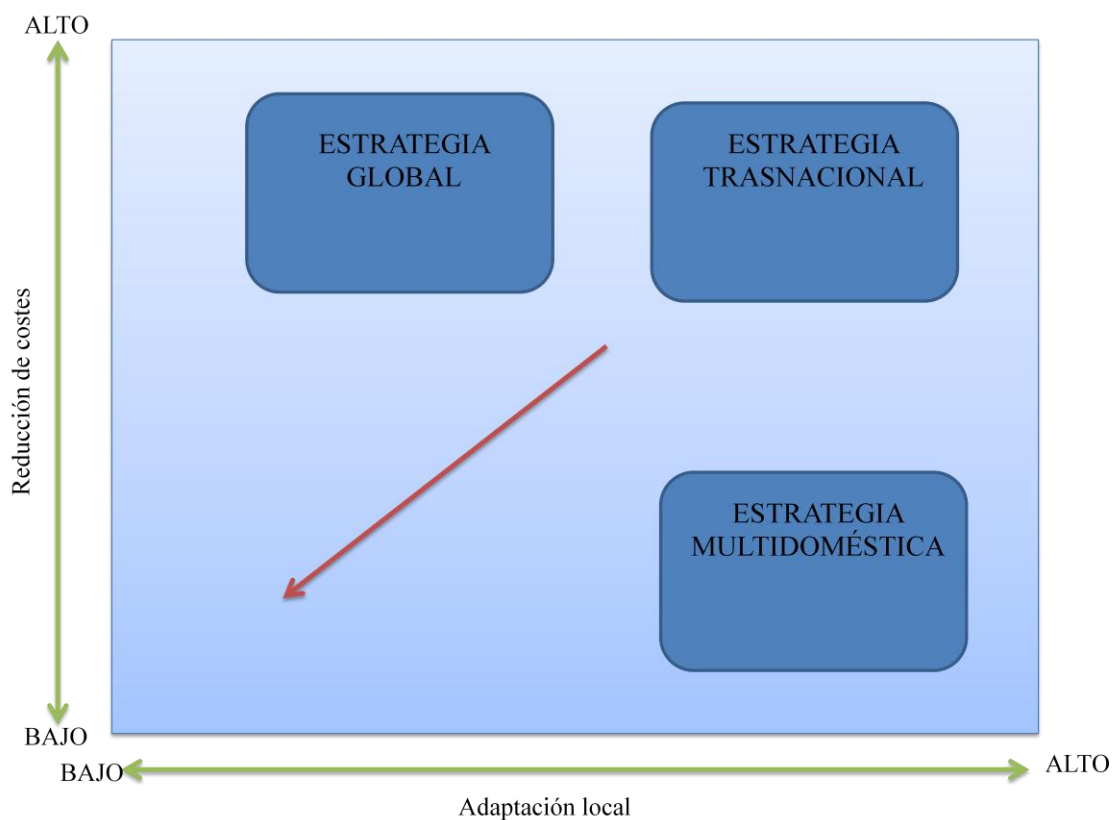 ALTO
ESTRATEGIA
GLOBAL
ESTRATEGIA
TRASNACIONAL
Reducción de costes
ESTRATEGIA
MULTIDOMÉSTICA
BAJO
BAJO
ALTO
Adaptación local